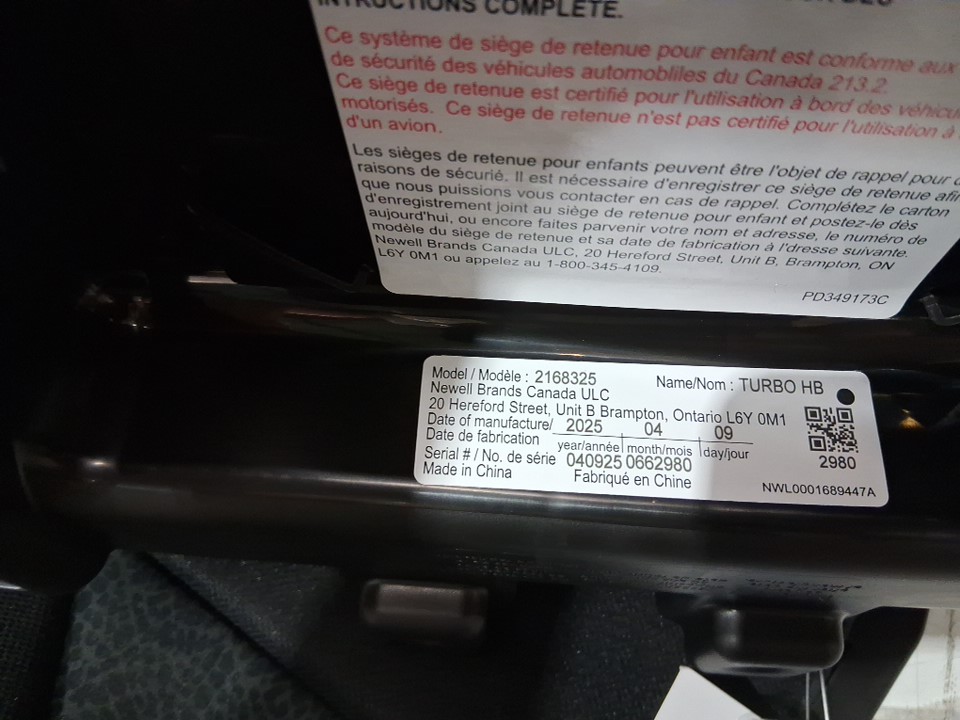 INTRUCTIONS COMPLÈTE.
Ce système de siège de retenue pour enfant est conforme aux
de sécurité des véhicules automobliles du Canada 213.2.
Ce siège de retenue est certifié pour l'utilisation à bord des véhicu
motorisés. Ce siège de retenue n'est pas certifié pour l'utilisation à
d'un avion.
Les sièges de retenue pour enfants peuvent être l'objet de rappel pour d
raisons de sécurié. Il est nécessaire d'enregistrer ce siège de retenue afin
que nous puissions vous contacter en cas de rappel. Complétez le carton
d'enregistrement joint au siège de retenue pour enfant et postez-le dès
aujourd'hui, ou encore faites parvenir votre nom et adresse, le numéro de
modèle du siège de retenue et sa date de fabrication à l'dresse suivante.
Newell Brands Canada ULC, 20 Hereford Street, Unit B, Brampton, ON
L6Y 0M1 ou appelez au 1-800-345-4109.
PD349173C
Model / Modèle : 2168325 Name/Nom : TURBO HB
Newell Brands Canada ULC
20 Hereford Street, Unit B Brampton, Ontario L6Y 0M1
Date of manufacture/ 2025 04 09
Date de fabrication year/année month/mois day/jour
Serial # / No. de série 040925 0662980
2980
Made in China Fabriqué en Chine
NWL0001689447A